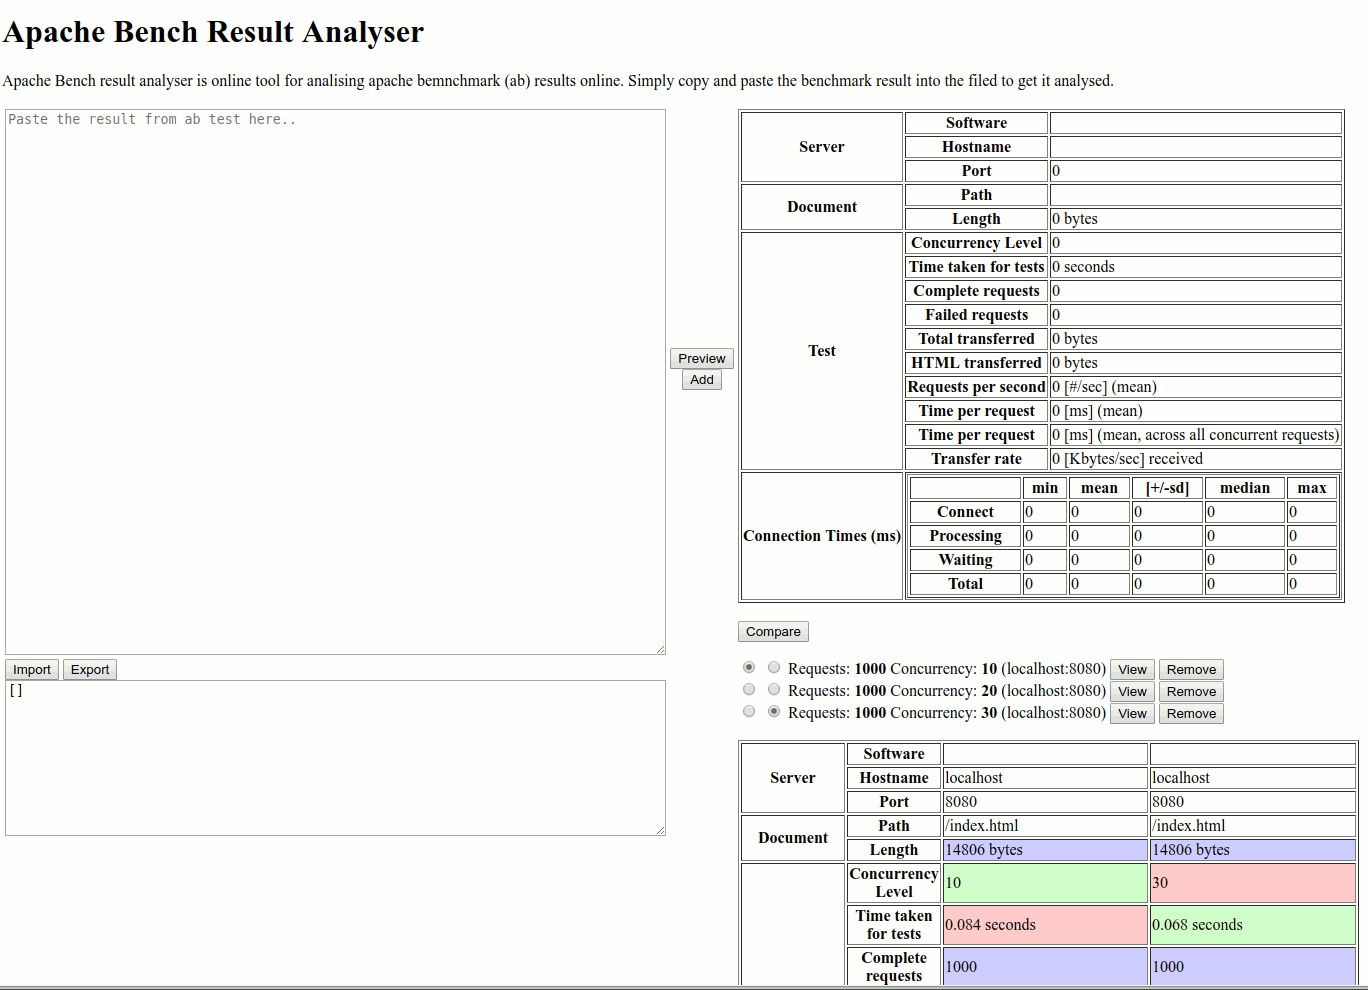 Apache Bench Result Analyser
Apache Bench result analyser is online tool for analising apache bemnchmark (ab) results online. Simply copy and paste the benchmark result into the filed to get it analysed.
Paste the result from ab test here..
Import Export
[]
Preview
Add
Server
Software
Hostname
Port 0
Document
Path
Length 0 bytes
Test
Concurrency Level 0
Time taken for tests 0 seconds
Complete requests 0
Failed requests 0
Total transferred 0 bytes
HTML transferred 0 bytes
Requests per second 0 [#/sec] (mean)
Time per request 0 [ms] (mean)
Time per request 0 [ms] (mean, across all concurrent requests)
Transfer rate 0 [Kbytes/sec] received
Connection Times (ms)
min mean [+/-sd] median max
Connect 0 0 0 0 0
Processing 0 0 0 0 0
Waiting 0 0 0 0 0
Total 0 0 0 0 0
Compare
Requests: 1000 Concurrency: 10 (localhost:8080) View Remove
Requests: 1000 Concurrency: 20 (localhost:8080) View Remove
Requests: 1000 Concurrency: 30 (localhost:8080) View Remove
Server
Software
Hostname localhost localhost
Port 8080 8080
Document
Path /index.html /index.html
Length 14806 bytes 14806 bytes
Concurrency
Level
10 30
Time taken
for tests
0.084 seconds 0.068 seconds
Complete
requests
1000 1000